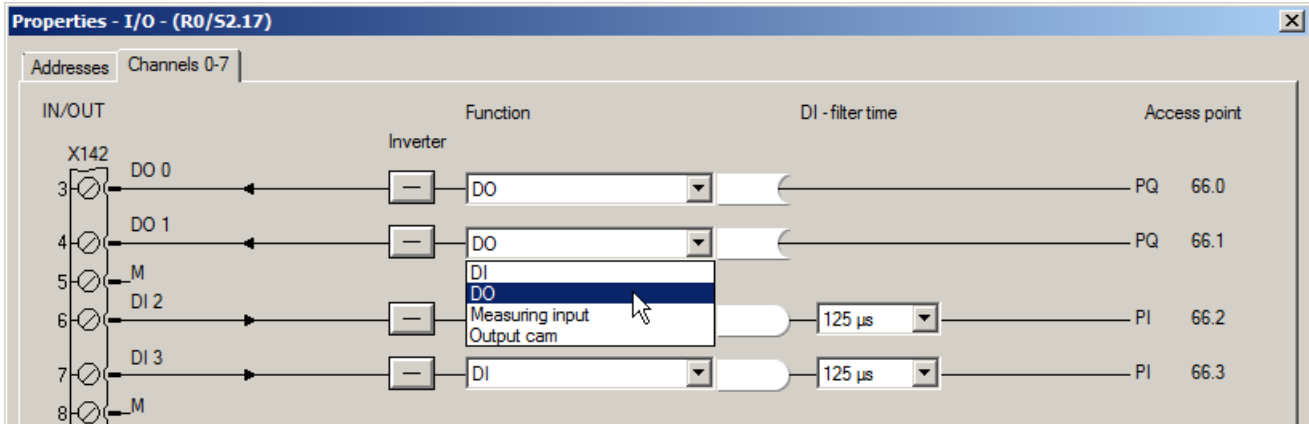 Properties - I/O - (R0/S2.17)
Addresses Channels 0-7
IN/OUT Function DI - filter time Access point
Inverter
X142
DO 0
3 DO PQ 66.0
DO 1
4 DO PQ 66.1
DI
5 M
DO
DI 2
Measuring input
6 125 µs PI 66.2
Output cam
DI 3
7 DI 125 µs PI 66.3
8 M